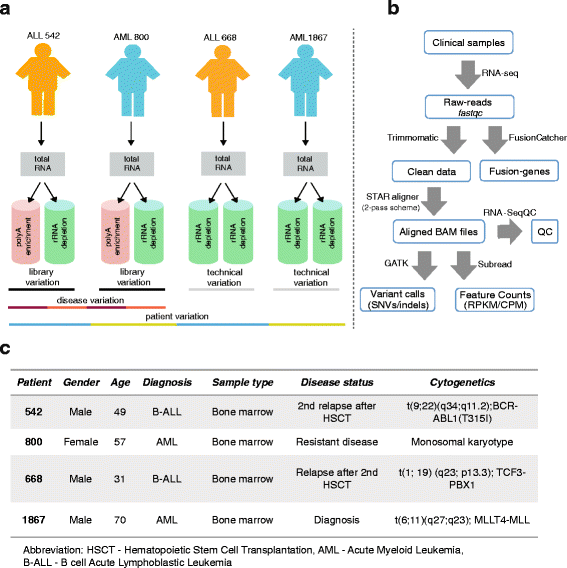 a
ALL 542
AML 800
ALL 668
AML1867
total
RNA
total
RNA
total
RNA
total
RNA
polyA
enrichment
rRNA
depletion
polyA
enrichment
rRNA
depletion
rRNA
depletion
rRNA
depletion
rRNA
depletion
rRNA
depletion
library
variation
library
variation
technical
variation
technical
variation
disease variation
patient variation
b
Clinical samples
RNA-seq
Raw-reads
fastqc
Trimmomatic
FusionCatcher
Clean data
Fusion-genes
STAR aligner
(2-pass scheme)
RNA-SeqQC
Aligned BAM files
QC
GATK
Subread
Variant calls
(SNVs/indels)
Feature Counts
(RPKM/CPM)
c
Patient Gender Age Diagnosis Sample type Disease status Cytogenetics
542 Male 49 B-ALL Bone marrow 2nd relapse after
HSCT
t(9;22)(q34;q11.2);BCR-
ABL1(T315I)
800 Female 57 AML Bone marrow Resistant disease Monosomal karyotype
668 Male 31 B-ALL Bone marrow Relapse after 2nd
HSCT
t(1; 19) (q23; p13.3); TCF3-
PBX1
1867 Male 70 AML Bone marrow Diagnosis t(6;11)(q27;q23); MLLT4-MLL
Abbreviation: HSCT - Hematopoietic Stem Cell Transplantation, AML - Acute Myeloid Leukemia,
B-ALL - B cell Acute Lymphoblastic Leukemia